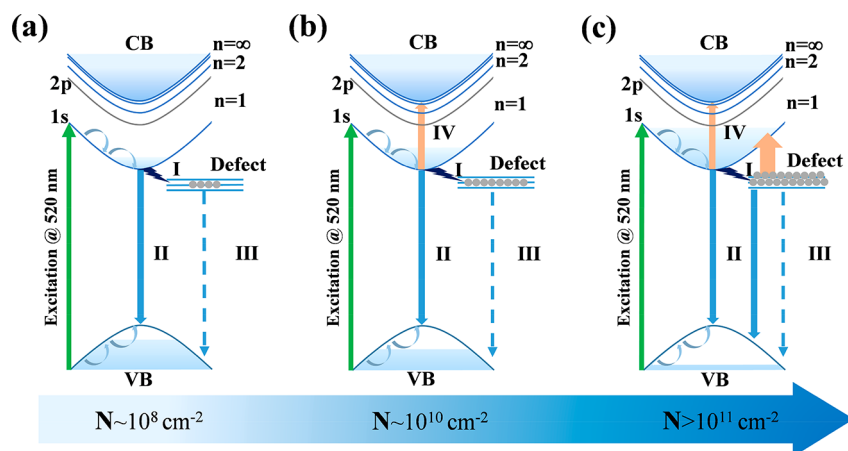 (a)
CB
n=∞
n=2
2p
n=1
1s
I
Defect
Excitation @ 520 nm
II
III
VB
(b)
CB
n=∞
n=2
2p
n=1
1s
IV
I
Defect
Excitation @ 520 nm
II
III
VB
(c)
CB
n=∞
n=2
2p
n=1
1s
IV
I
Defect
Excitation @ 520 nm
II
III
VB
N~10⁸ cm⁻²
N~10¹⁰ cm⁻²
N>10¹¹ cm⁻²